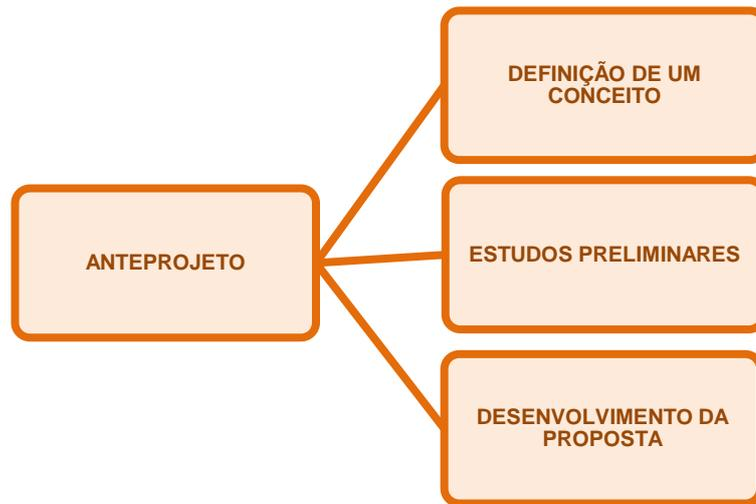 DEFINIÇÃO DE UM
CONCEITO
ANTEPROJETO
ESTUDOS PRELIMINARES
DESENVOLVIMENTO DA
PROPOSTA